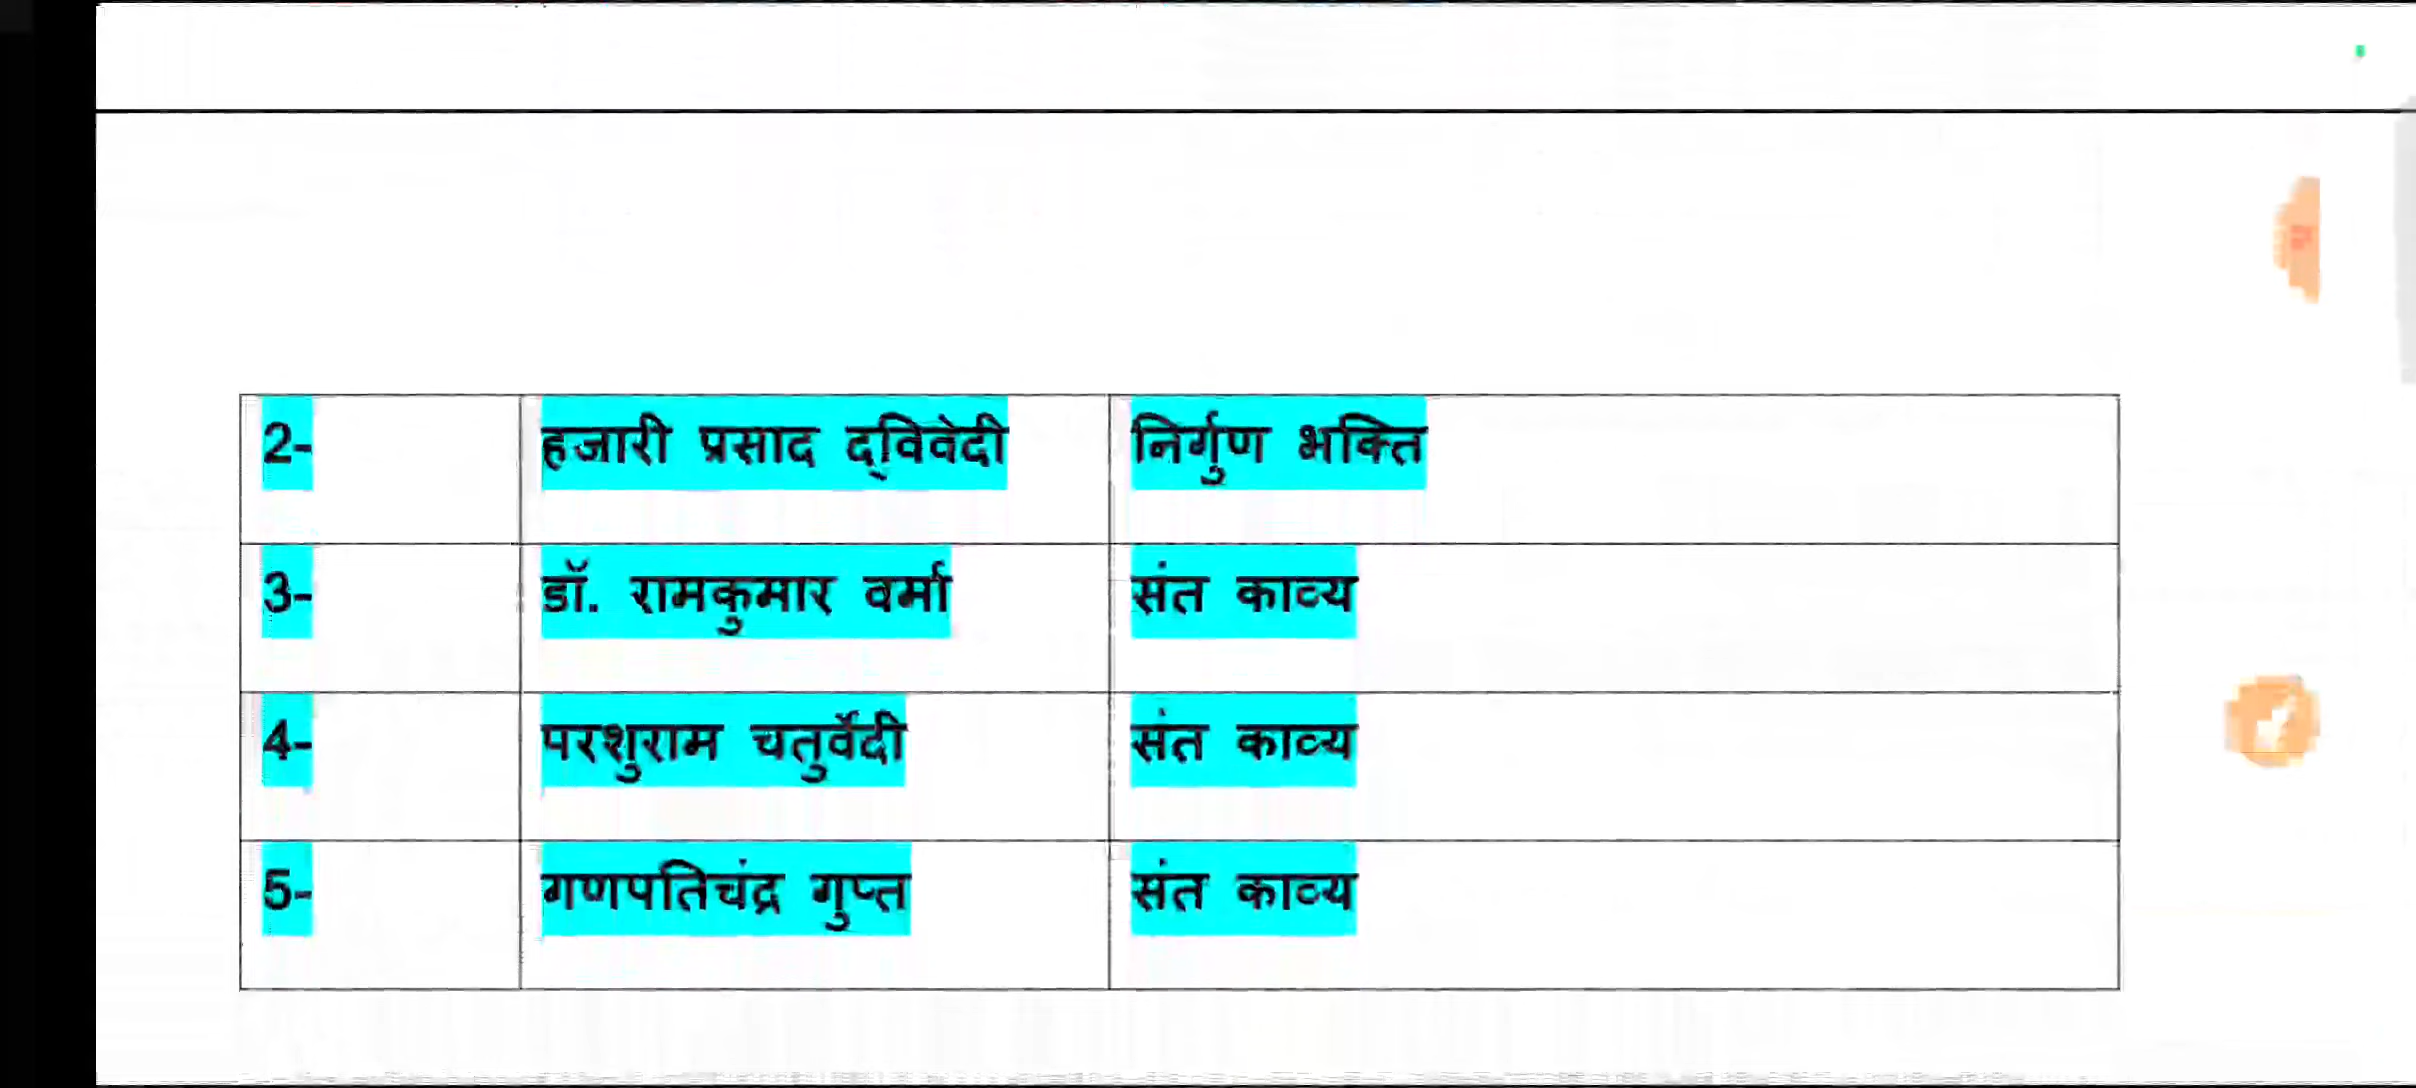 2- हजारी प्रसाद द्विवेदी निर्गुण भक्ति
3- डॉ. रामकुमार वर्मा संत काव्य
4- परशुराम चतुर्वेदी संत काव्य
5- गणपतिचंद्र गुप्त संत काव्य